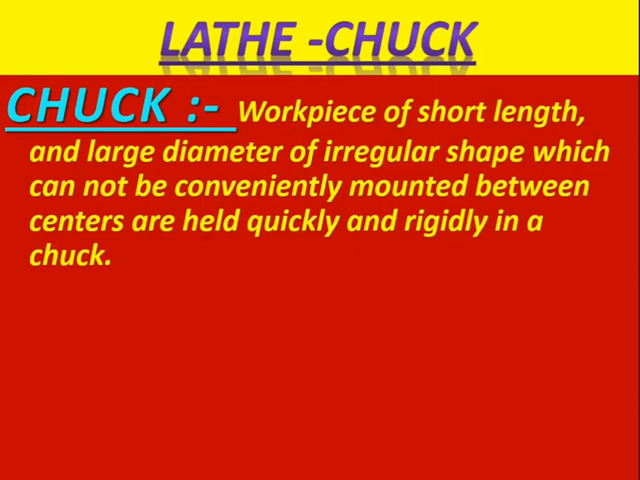 LATHE -CHUCK
CHUCK :- Workpiece of short length,
and large diameter of irregular shape which
can not be conveniently mounted between
centers are held quickly and rigidly in a
chuck.